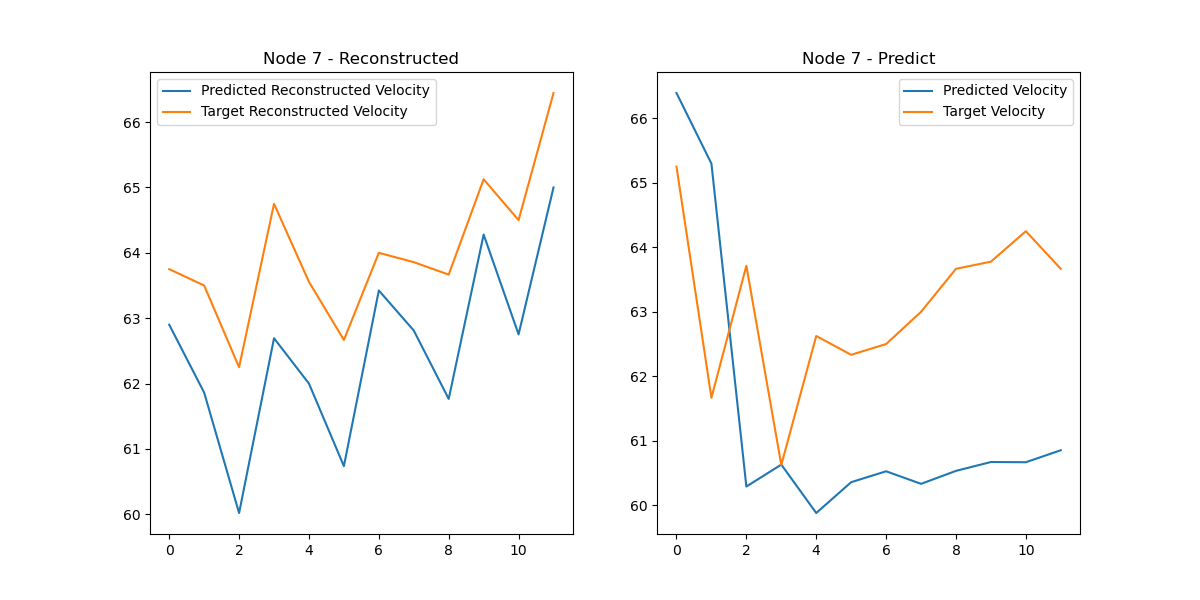 Node 7 - Reconstructed
Predicted Reconstructed Velocity
Target Reconstructed Velocity
66
65
64
63
62
61
60
0 2 4 6 8 10
Node 7 - Predict
Predicted Velocity
Target Velocity
66
65
64
63
62
61
60
0 2 4 6 8 10